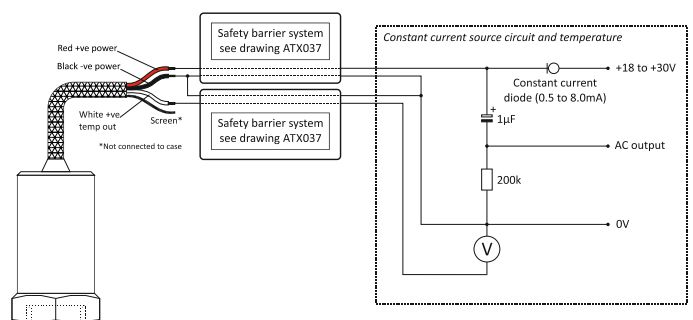 Safety barrier system
see drawing ATX037
Constant current source circuit and temperature
Red +ve power
Black -ve power
+18 to +30V
Constant current
diode (0.5 to 8.0mA)
White +ve
temp out
Screen*
Safety barrier system
see drawing ATX037
+
1µF
*Not connected to case
AC output
200k
0V
V